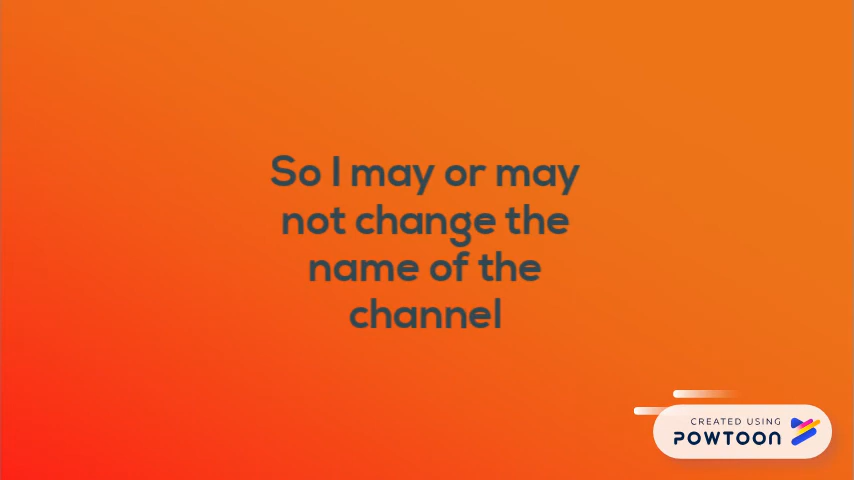 So I may or may
not change the
name of the
channel
CREATED USING
POWTOON